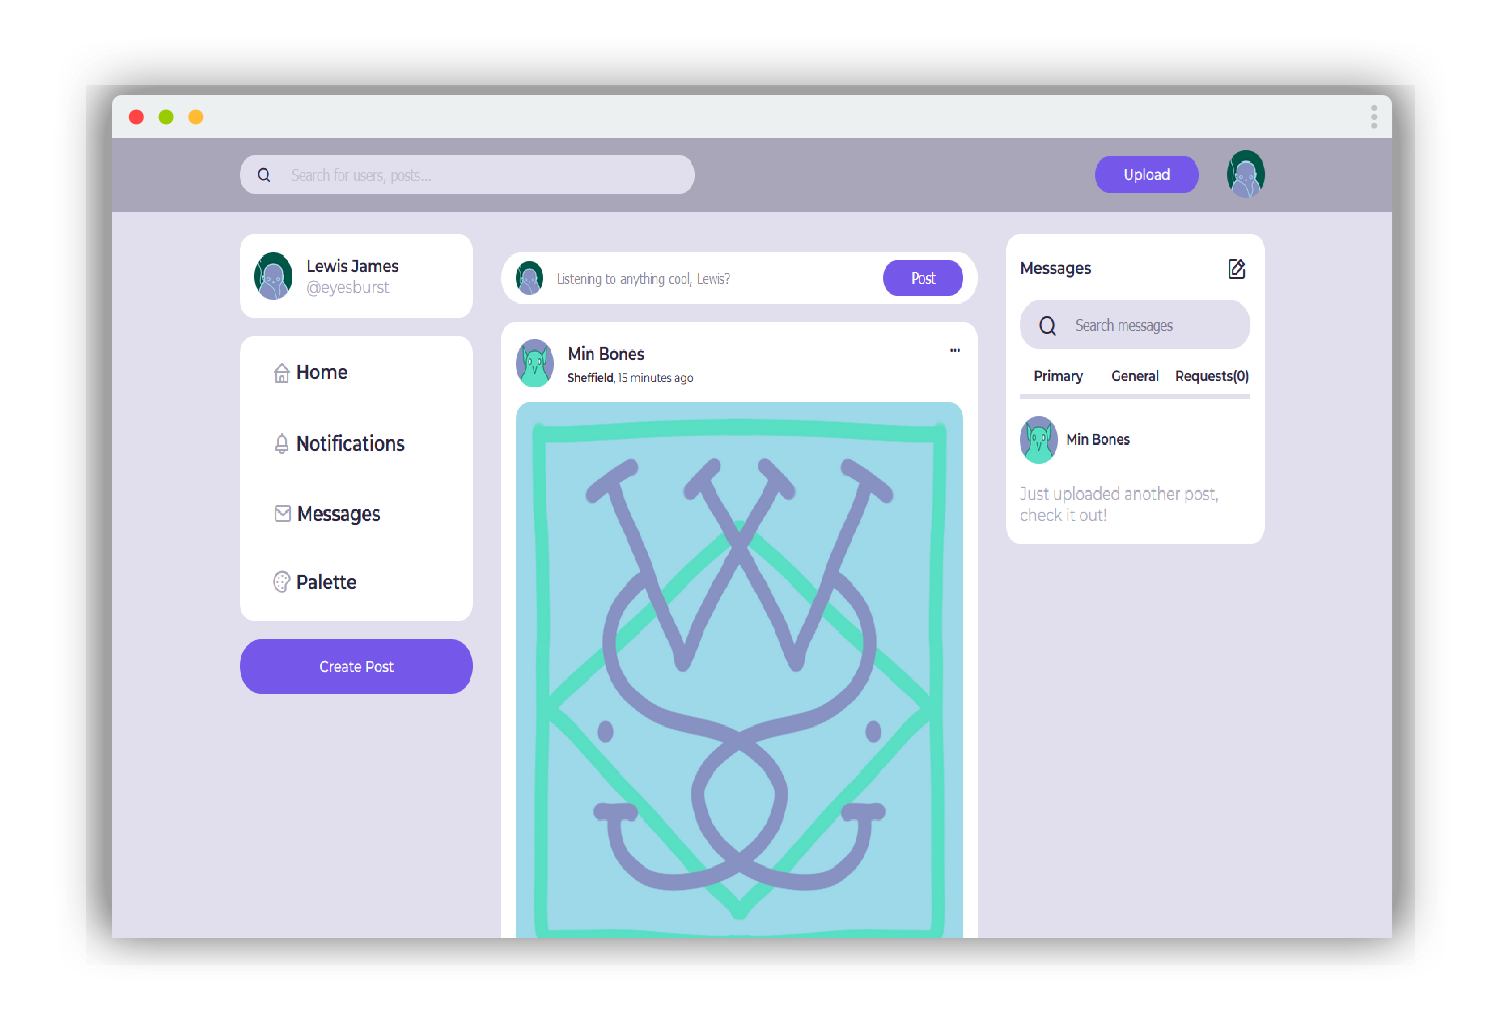 Search for users, posts...
Upload
Lewis James
@eyesburst
Home
Notifications
Messages
Palette
Create Post
Listening to anything cool, Lewis?
Post
Min Bones
Sheffield, 15 minutes ago
Messages
Search messages
Primary General Requests(0)
Min Bones
Just uploaded another post,
check it out!